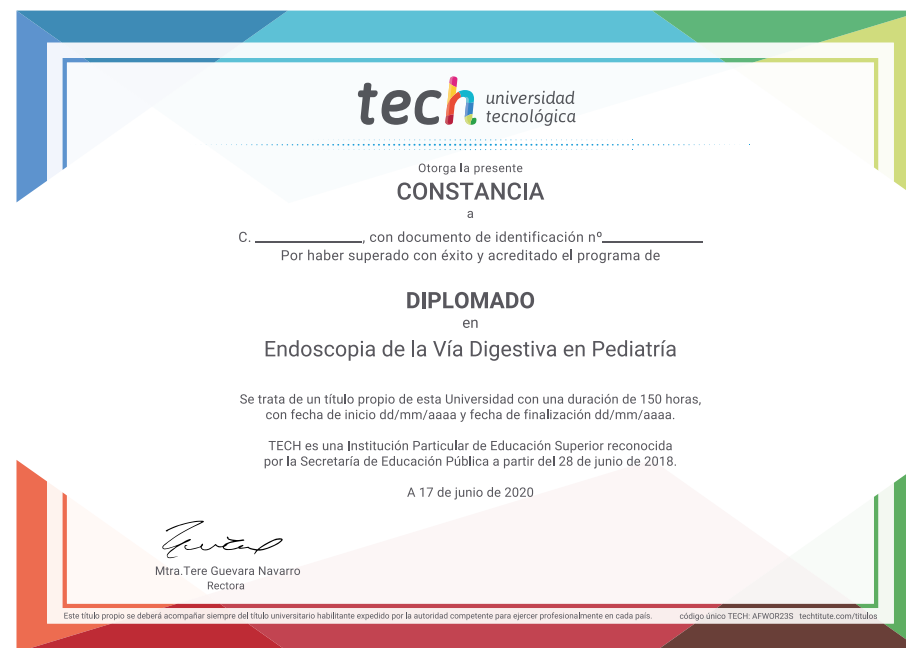 tech universidad
tecnológica
Otorga la presente
CONSTANCIA
a
C. ____________, con documento de identificación nº____________
Por haber superado con éxito y acreditado el programa de
DIPLOMADO
en
Endoscopia de la Vía Digestiva en Pediatría
Se trata de un título propio de esta Universidad con una duración de 150 horas,
con fecha de inicio dd/mm/aaaa y fecha de finalización dd/mm/aaaa.
TECH es una Institución Particular de Educación Superior reconocida
por la Secretaría de Educación Pública a partir del 28 de junio de 2018.
A 17 de junio de 2020
Mtra.Tere Guevara Navarro
Rectora
Este título propio se deberá acompañar siempre del título universitario habilitante expedido por la autoridad competente para ejercer profesionalmente en cada país. código único TECH: AFWOR23S techtitute.com/titulos